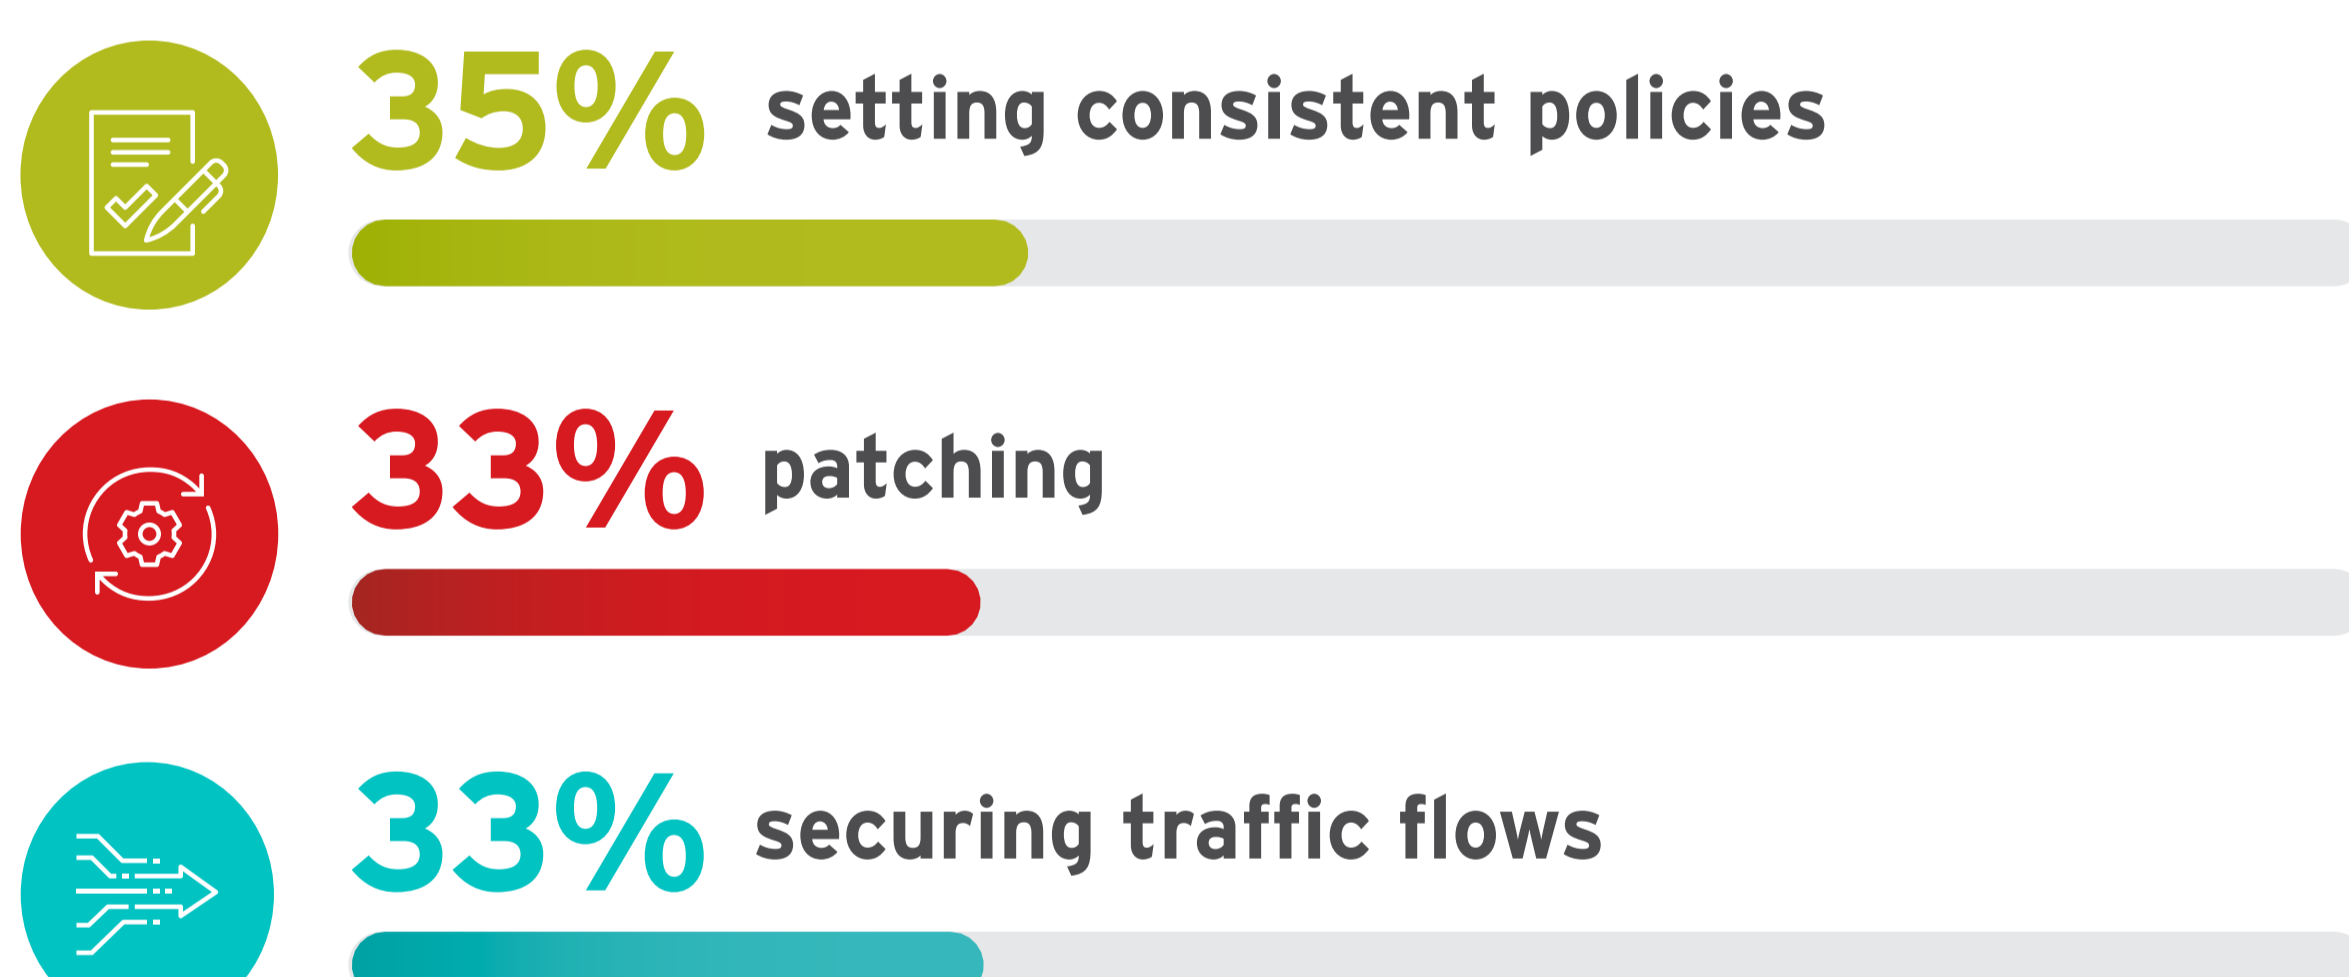 35% setting consistent policies
33% patching
33% securing traffic flows